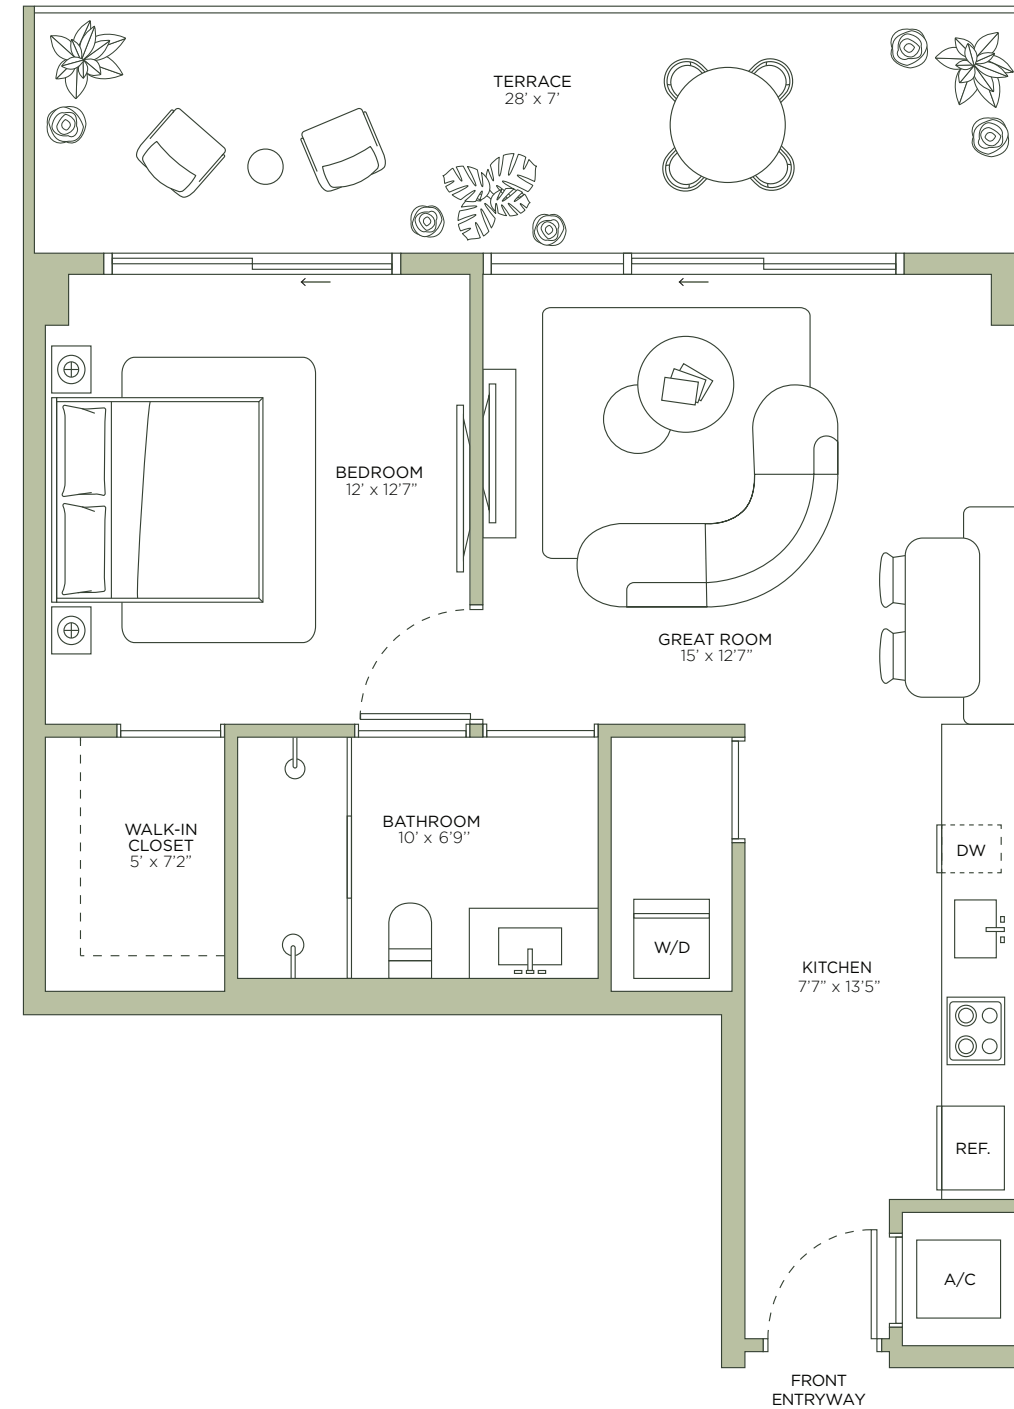 TERRACE
28’ x 7’
BEDROOM
12’ x 12’7”
GREAT ROOM
15’ x 12’7”
WALK-IN
CLOSET
5’ x 7’2”
BATHROOM
10’ x 6’9’’
W/D
DW
KITCHEN
7’7” x 13’5”
REF.
A/C
FRONT
ENTRYWAY